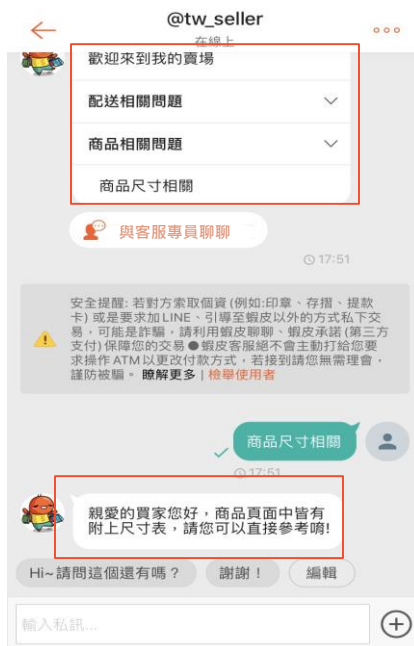 @tw_seller
在線上
歡迎來到我的賣場
配送相關問題
商品相關問題
商品尺寸相關
與客服專員聊聊
17:51
安全提醒: 若對方索取個資 (例如:印章、存摺、提款
卡) 或是要求加 LINE、引導至蝦皮以外的方式私下交
易，可能是詐騙，請利用蝦皮聊聊、蝦皮承諾 (第三方
支付) 保障您的交易●蝦皮客服絕不會主動打給您要
求操作 ATM 以更改付款方式，若接到請您無需理會，
謹防被騙。 瞭解更多 | 檢舉使用者
商品尺寸相關
17:51
親愛的買家您好，商品頁面中皆有
附上尺寸表，請您可以直接參考唷!
Hi~請問這個還有嗎？ 謝謝！ 編輯
輸入私訊...